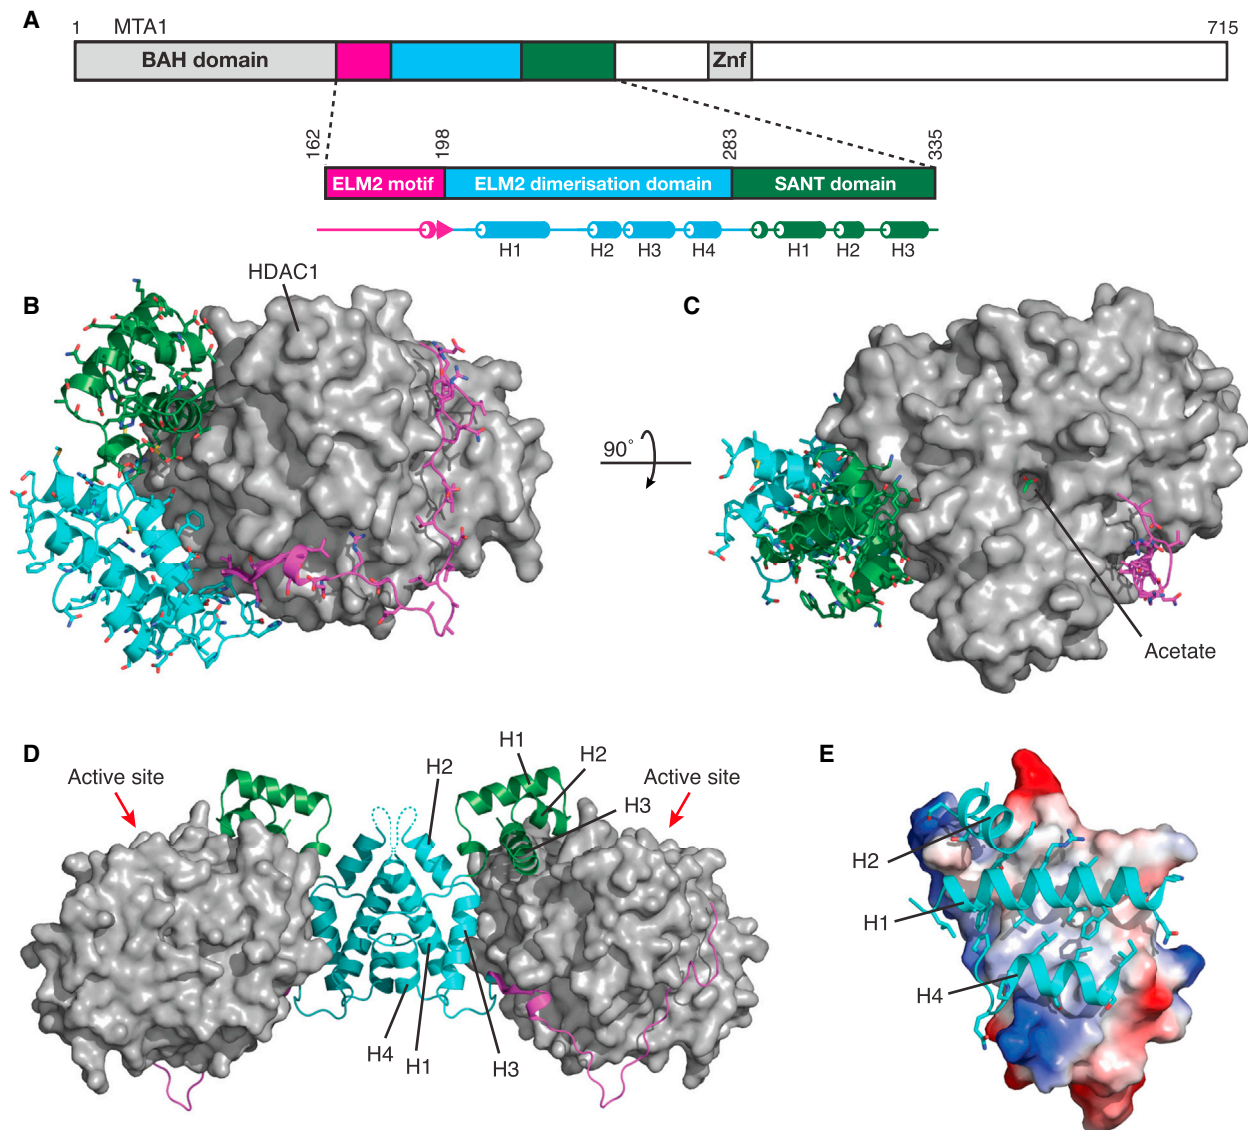 A
1 MTA1 715
BAH domain Znf
162 198 283 335
ELM2 motif ELM2 dimerisation domain SANT domain
H1 H2 H3 H4 H1 H2 H3
HDAC1
B
C
90°
Acetate
D
Active site
H1
H2
H2
H3
Active site
H4
H1
H3
E
H2
H1
H4